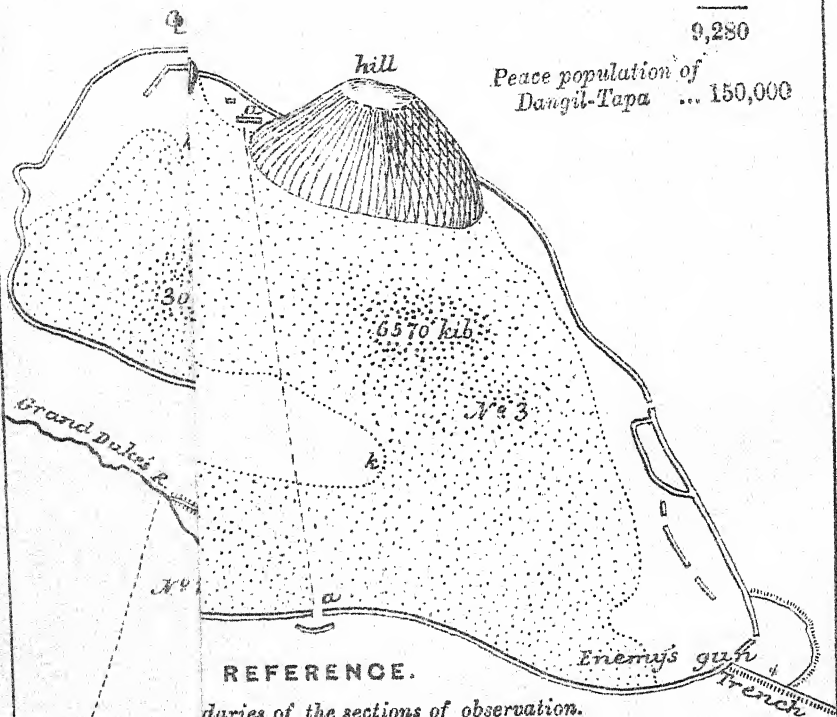 9,280
Peace population of
Dangil-Tapa ... 150,000
hill
a
30
6570 kib.
No 3
Grand Duke's R.
k
No
a
Enemy's gun
Trench
REFERENCE.
daries of the sections of observation.